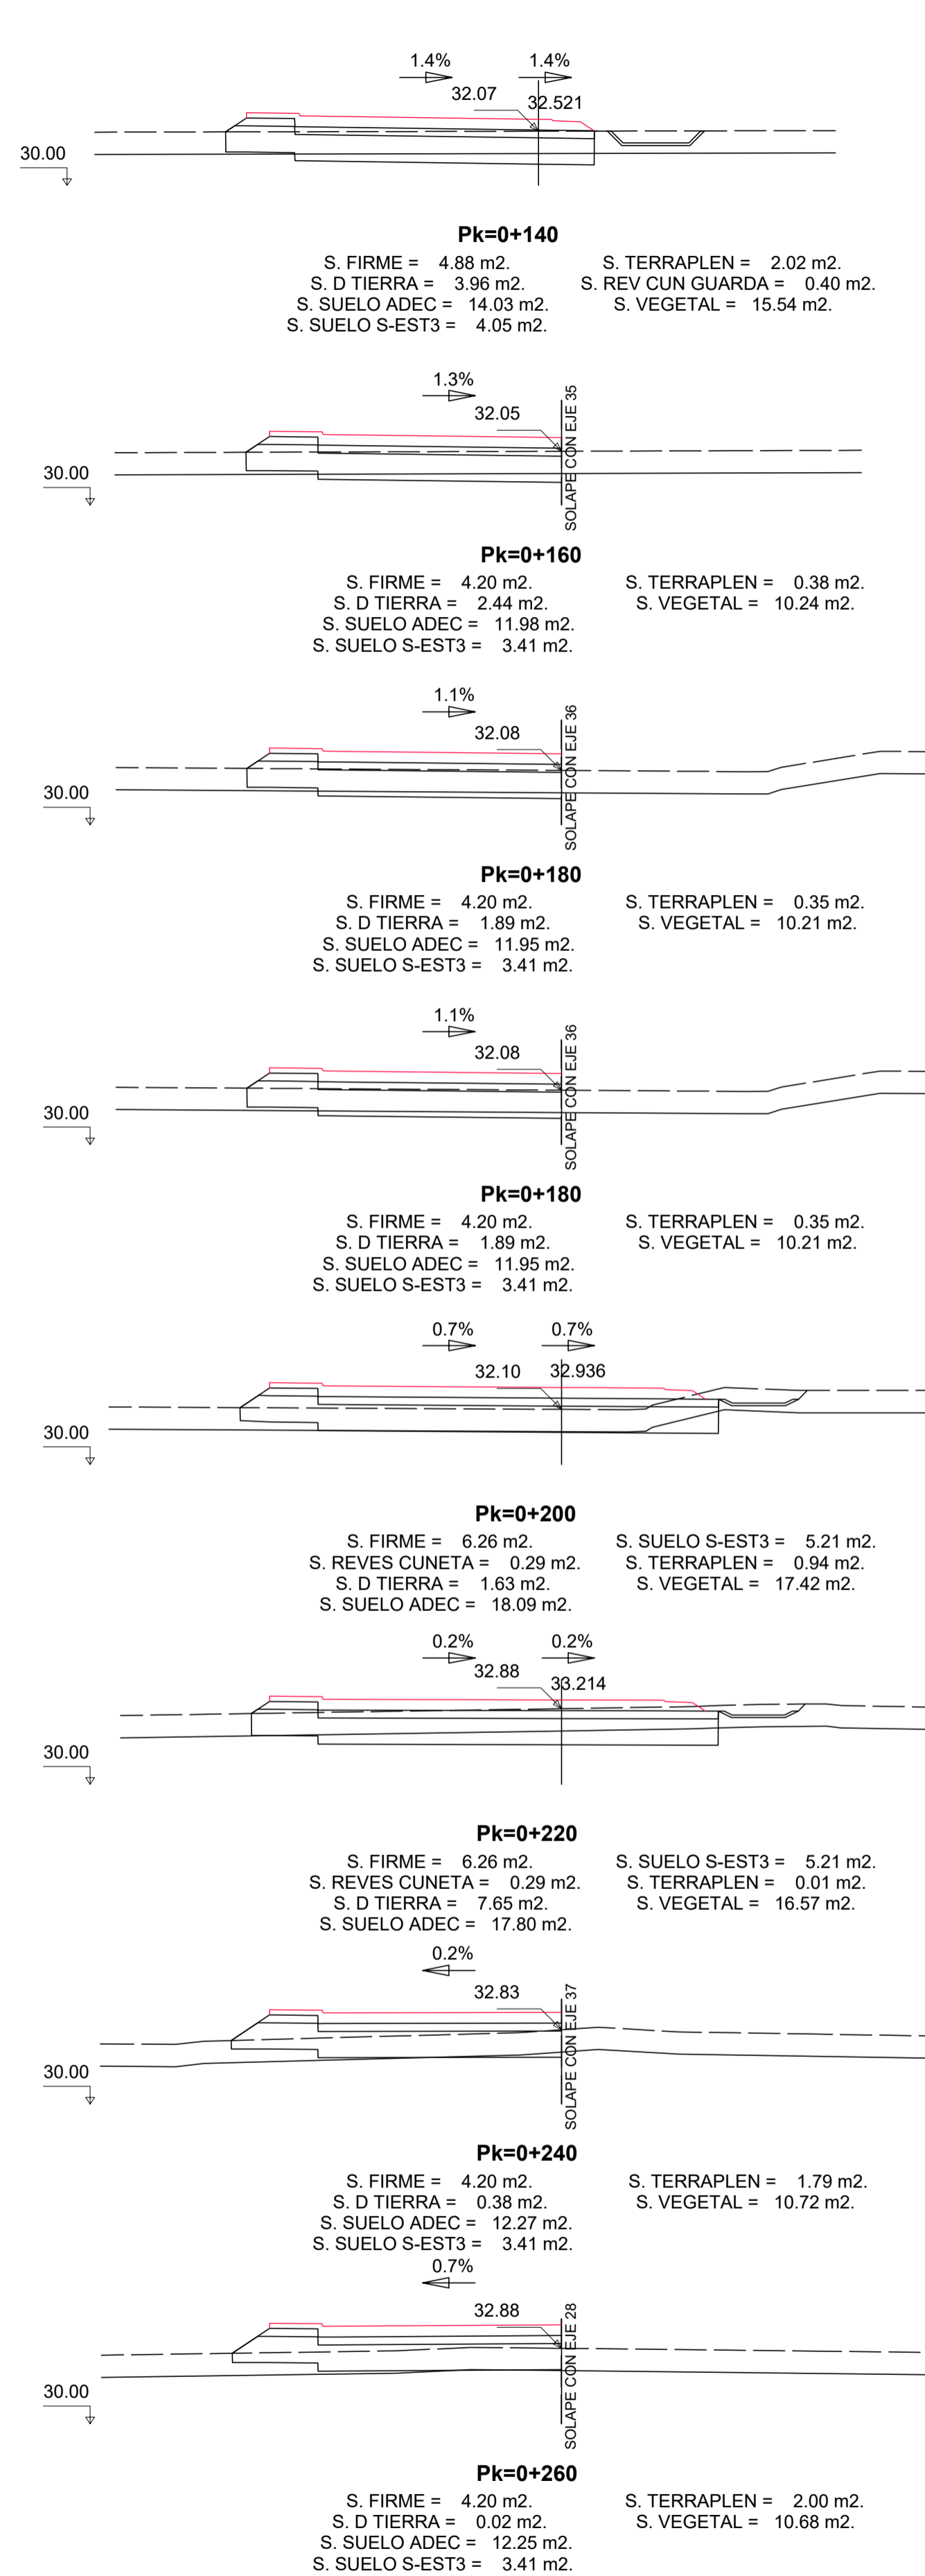 1.4% 1.4%
32.07 32.521
30.00
Pk=0+140
S. FIRME = 4.88 m2. S. TERRAPLEN = 2.02 m2.
S. D TIERRA = 3.96 m2. S. REV CUN GUARDA = 0.40 m2.
S. SUELO ADEC = 14.03 m2. S. VEGETAL = 15.54 m2.
S. SUELO S-EST3 = 4.05 m2.
1.3%
32.05
SOLAPE CON EJE 35
30.00
Pk=0+160
S. FIRME = 4.20 m2. S. TERRAPLEN = 0.38 m2.
S. D TIERRA = 2.44 m2. S. VEGETAL = 10.24 m2.
S. SUELO ADEC = 11.98 m2.
S. SUELO S-EST3 = 3.41 m2.
1.1%
32.08
SOLAPE CON EJE 36
30.00
Pk=0+180
S. FIRME = 4.20 m2. S. TERRAPLEN = 0.35 m2.
S. D TIERRA = 1.89 m2. S. VEGETAL = 10.21 m2.
S. SUELO ADEC = 11.95 m2.
S. SUELO S-EST3 = 3.41 m2.
1.1%
32.08
SOLAPE CON EJE 36
30.00
Pk=0+180
S. FIRME = 4.20 m2. S. TERRAPLEN = 0.35 m2.
S. D TIERRA = 1.89 m2. S. VEGETAL = 10.21 m2.
S. SUELO ADEC = 11.95 m2.
S. SUELO S-EST3 = 3.41 m2.
0.7% 0.7%
32.10 32.936
30.00
Pk=0+200
S. FIRME = 6.26 m2. S. SUELO S-EST3 = 5.21 m2.
S. REVES CUNETA = 0.29 m2. S. TERRAPLEN = 0.94 m2.
S. D TIERRA = 1.63 m2. S. VEGETAL = 17.42 m2.
S. SUELO ADEC = 18.09 m2.
0.2% 0.2%
32.88 33.214
30.00
Pk=0+220
S. FIRME = 6.26 m2. S. SUELO S-EST3 = 5.21 m2.
S. REVES CUNETA = 0.29 m2. S. TERRAPLEN = 0.01 m2.
S. D TIERRA = 7.65 m2. S. VEGETAL = 16.57 m2.
S. SUELO ADEC = 17.80 m2.
0.2%
32.83
SOLAPE CON EJE 37
30.00
Pk=0+240
S. FIRME = 4.20 m2. S. TERRAPLEN = 1.79 m2.
S. D TIERRA = 0.38 m2. S. VEGETAL = 10.72 m2.
S. SUELO ADEC = 12.27 m2.
S. SUELO S-EST3 = 3.41 m2.
0.7%
32.88
SOLAPE CON EJE 28
30.00
Pk=0+260
S. FIRME = 4.20 m2. S. TERRAPLEN = 2.00 m2.
S. D TIERRA = 0.02 m2. S. VEGETAL = 10.68 m2.
S. SUELO ADEC = 12.25 m2.
S. SUELO S-EST3 = 3.41 m2.